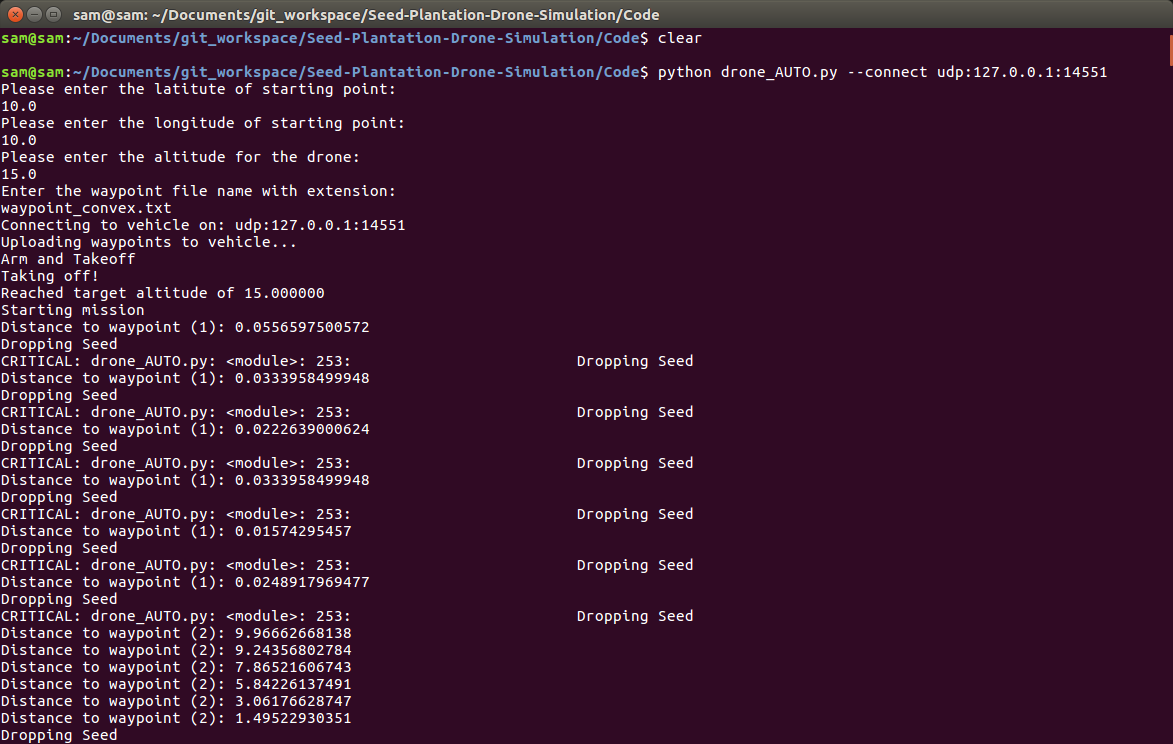 sam@sam: ~/Documents/git_workspace/Seed-Plantation-Drone-Simulation/Code
sam@sam:~/Documents/git_workspace/Seed-Plantation-Drone-Simulation/Code$ clear
sam@sam:~/Documents/git_workspace/Seed-Plantation-Drone-Simulation/Code$ python drone_AUTO.py --connect udp:127.0.0.1:14551
Please enter the latitute of starting point:
10.0
Please enter the longitude of starting point:
10.0
Please enter the altitude for the drone:
15.0
Enter the waypoint file name with extension:
waypoint_convex.txt
Connecting to vehicle on: udp:127.0.0.1:14551
Uploading waypoints to vehicle...
Arm and Takeoff
Taking off!
Reached target altitude of 15.000000
Starting mission
Distance to waypoint (1): 0.0556597500572
Dropping Seed
CRITICAL: drone_AUTO.py: <module>: 253:                         Dropping Seed
Distance to waypoint (1): 0.0333958499948
Dropping Seed
CRITICAL: drone_AUTO.py: <module>: 253:                         Dropping Seed
Distance to waypoint (1): 0.0222639000624
Dropping Seed
CRITICAL: drone_AUTO.py: <module>: 253:                         Dropping Seed
Distance to waypoint (1): 0.0333958499948
Dropping Seed
CRITICAL: drone_AUTO.py: <module>: 253:                         Dropping Seed
Distance to waypoint (1): 0.01574295457
Dropping Seed
CRITICAL: drone_AUTO.py: <module>: 253:                         Dropping Seed
Distance to waypoint (1): 0.0248917969477
Dropping Seed
CRITICAL: drone_AUTO.py: <module>: 253:                         Dropping Seed
Distance to waypoint (2): 9.96662668138
Distance to waypoint (2): 9.24356802784
Distance to waypoint (2): 7.86521606743
Distance to waypoint (2): 5.84226137491
Distance to waypoint (2): 3.06176628747
Distance to waypoint (2): 1.49522930351
Dropping Seed